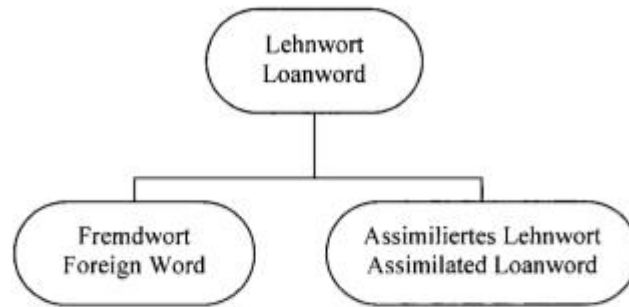 Lehnwort
Loanword
Fremdwort
Foreign Word
Assimiliertes Lehnwort
Assimilated Loanword